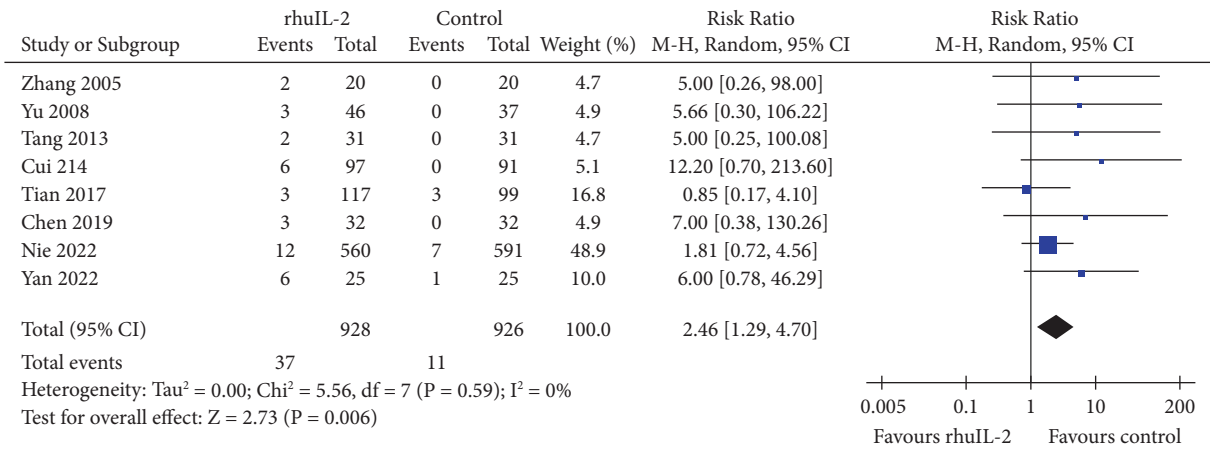 rhuIL-2 Control Risk Ratio Risk Ratio
Study or Subgroup Events Total Events Total Weight (%) M-H, Random, 95% CI M-H, Random, 95% CI
Zhang 2005 2 20 0 20 4.7 5.00 [0.26, 98.00]
Yu 2008 3 46 0 37 4.9 5.66 [0.30, 106.22]
Tang 2013 2 31 0 31 4.7 5.00 [0.25, 100.08]
Cui 214 6 97 0 91 5.1 12.20 [0.70, 213.60]
Tian 2017 3 117 3 99 16.8 0.85 [0.17, 4.10]
Chen 2019 3 32 0 32 4.9 7.00 [0.38, 130.26]
Nie 2022 12 560 7 591 48.9 1.81 [0.72, 4.56]
Yan 2022 6 25 1 25 10.0 6.00 [0.78, 46.29]
Total (95% CI) 928 926 100.0 2.46 [1.29, 4.70]
Total events 37 11
Heterogeneity: Tau² = 0.00; Chi² = 5.56, df = 7 (P = 0.59); I² = 0%
Test for overall effect: Z = 2.73 (P = 0.006)
0.005 0.1 1 10 200
Favours rhuIL-2 Favours control